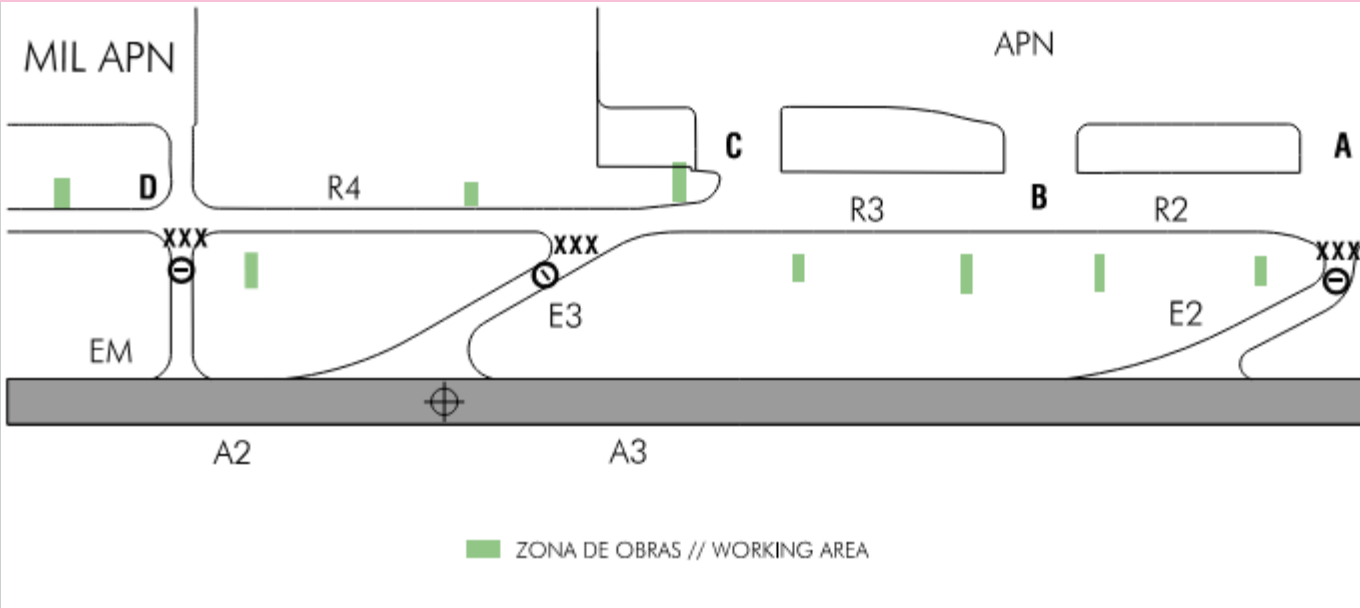 MIL APN
APN
C
A
D
R4
R3
B
R2
XXX
XXX
XXX
E3
E2
EM
A2
A3
ZONA DE OBRAS // WORKING AREA